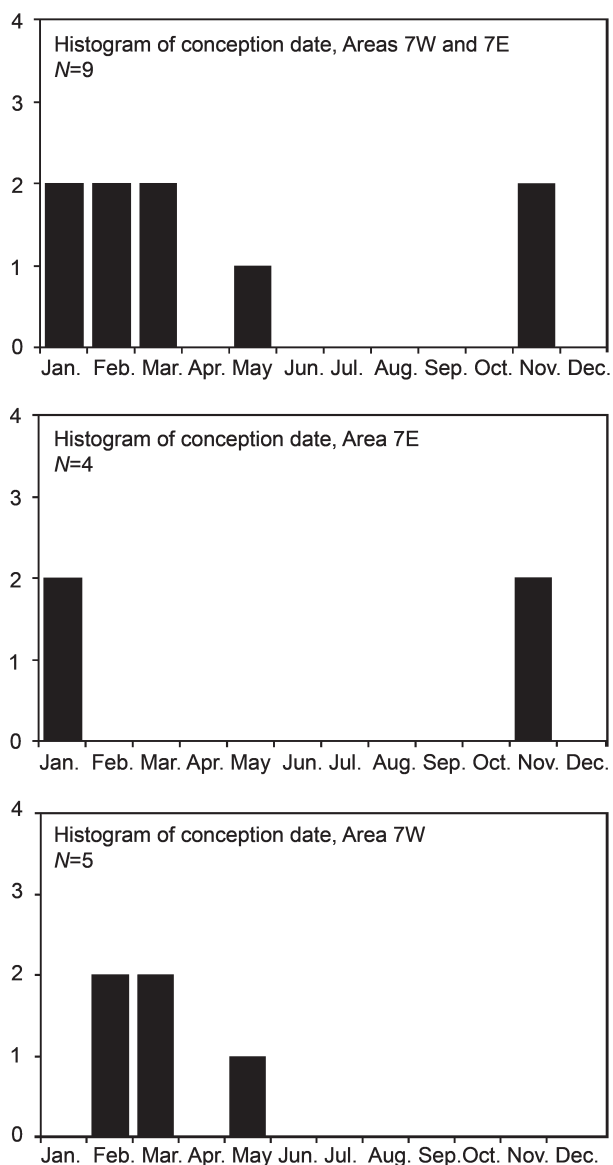 4
Histogram of conception date, Areas 7W and 7E
N=9
3
2
1
0
Jan. Feb. Mar. Apr. May Jun. Jul. Aug. Sep. Oct. Nov. Dec.
4
Histogram of conception date, Area 7E
N=4
3
2
1
0
Jan. Feb. Mar. Apr. May Jun. Jul. Aug. Sep. Oct. Nov. Dec.
4
Histogram of conception date, Area 7W
N=5
3
2
1
0
Jan. Feb. Mar. Apr. May Jun. Jul. Aug. Sep.Oct. Nov. Dec.